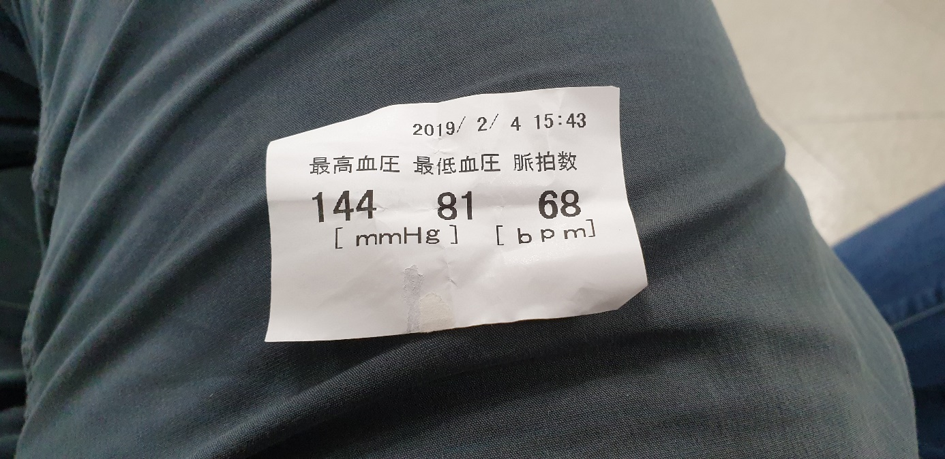 2019/ 2/ 4 15:43
最高血圧 最低血圧 脈拍数
144 81 68
[ mmHg ] [ bpm]